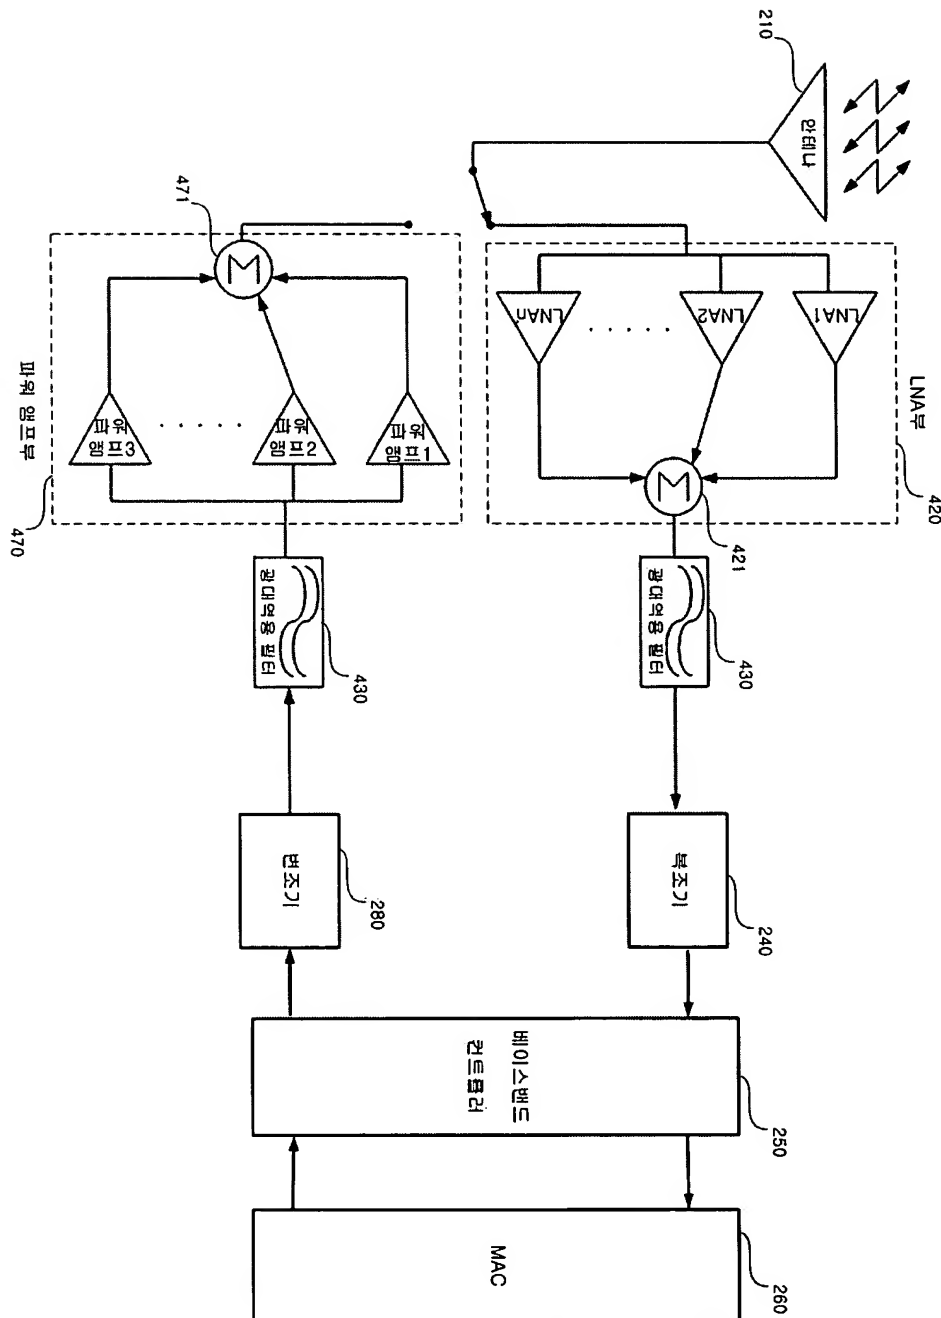 420
LNA부
LNA1
안테나
210
LNA2
. . . . .
LNAn
Σ
421
광대역용 필터
430
복조기
240
베이스밴드
컨트롤러
250
MAC
260
471
Σ
파워
앰프1
파워
앰프2
. . . . .
파워
앰프3
파워 앰프부
470
광대역용 필터
430
변조기
280